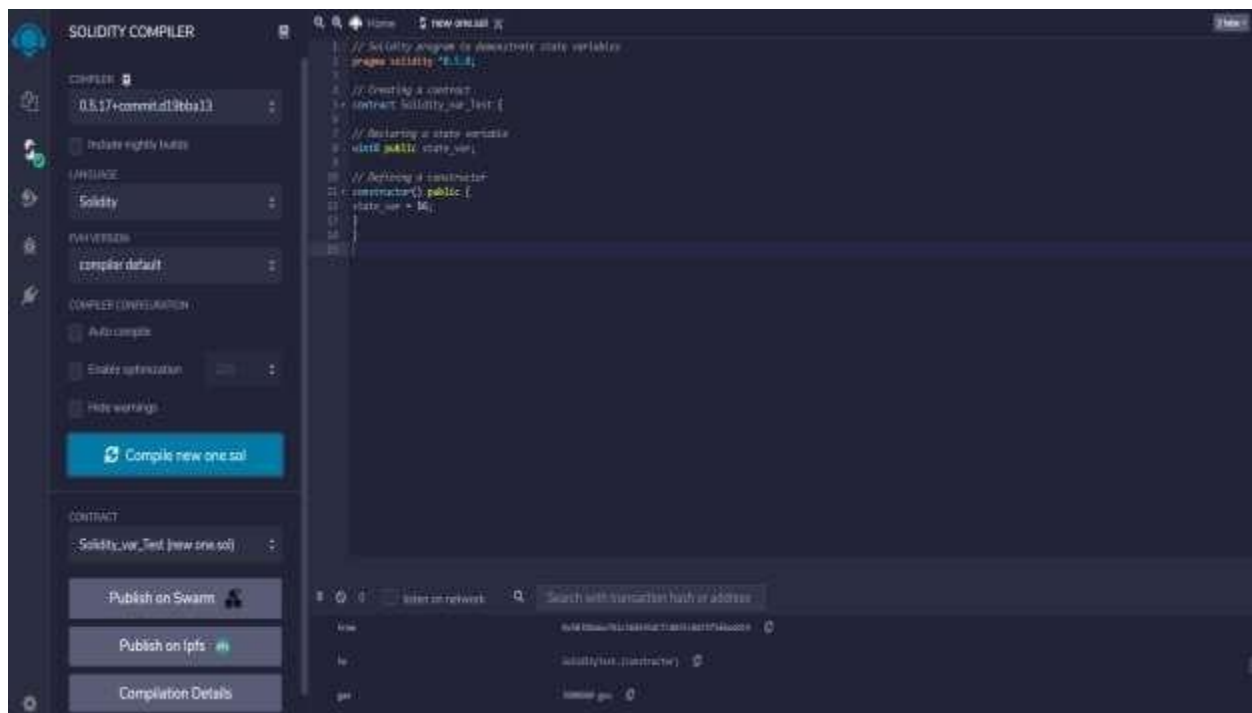 SOLIDITY COMPILER
COMPILER
0.5.17+commit.d19bba13
Include nightly builds
LANGUAGE
Solidity
EVM VERSION
compiler default
COMPILER CONFIGURATION
Auto compile
Enable optimization
Hide warnings
Compile new one.sol
CONTRACT
Solidity_var_Test (new one.sol)
Publish on Swarm
Publish on Ipfs
Compilation Details
Home new one.sol
// Solidity program to demonstrate state variables
pragma solidity ^0.5.0;
// Creating a contract
contract Solidity_var_Test {
// Declaring a state variable
uint8 public state_var;
// Defining a constructor
constructor() public {
state_var = 16;
}
}
listen on network Search with transaction hash or address
from
to
gas gas